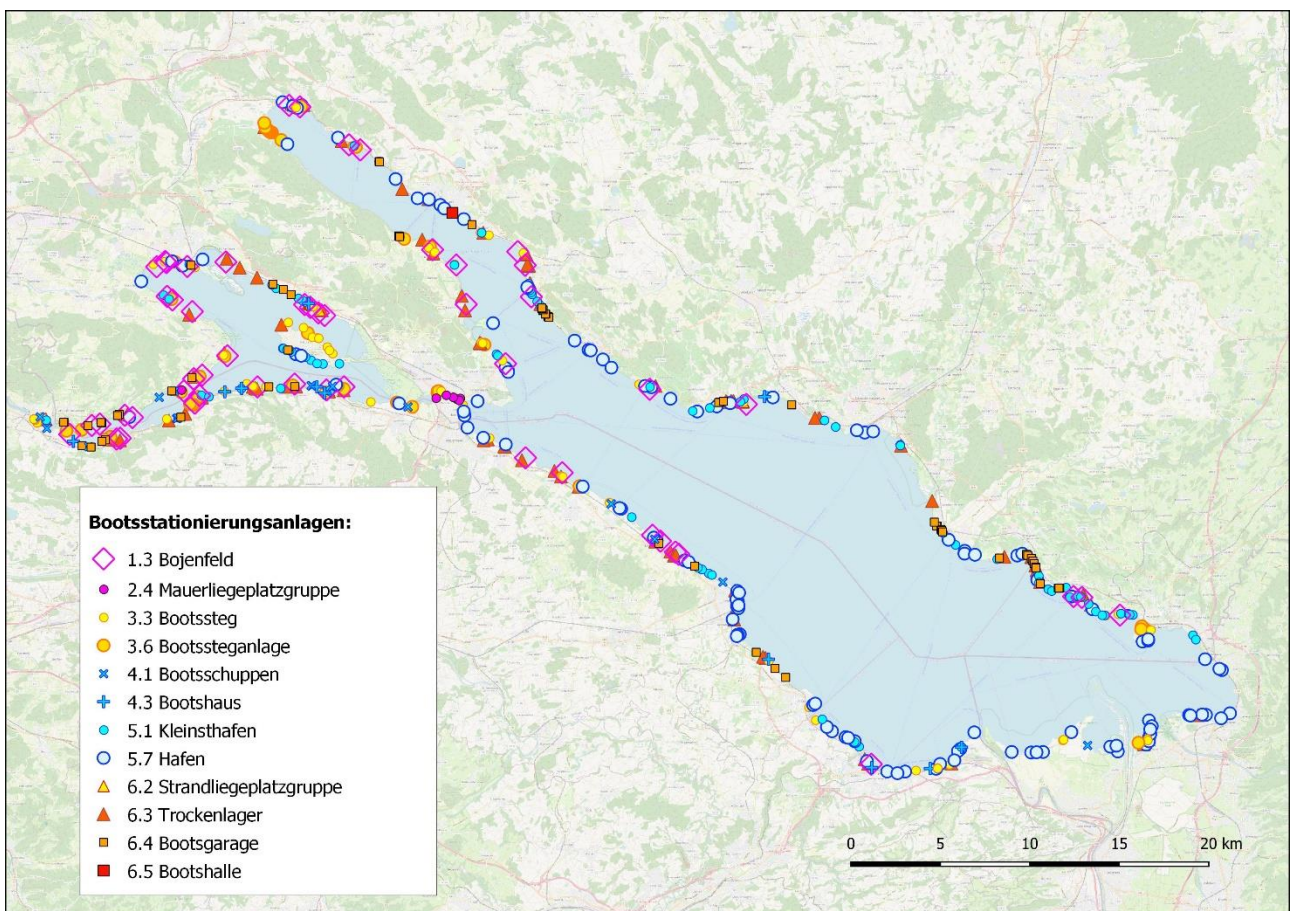 Bootsstationierungsanlagen:
1.3 Bojenfeld
2.4 Mauerliegeplatzgruppe
3.3 Bootssteg
3.6 Bootssteganlage
4.1 Bootsschuppen
4.3 Bootshaus
5.1 Kleinsthafen
5.7 Hafen
6.2 Strandliegeplatzgruppe
6.3 Trockenlager
6.4 Bootsgarage
6.5 Bootshalle
0 5 10 15 20 km